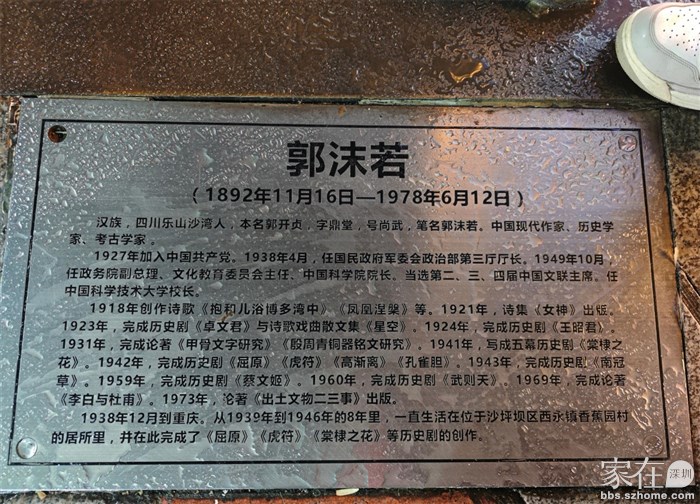 郭沫若
（1892年11月16日—1978年6月12日）
汉族，四川乐山沙湾人，本名郭开贞，字鼎堂，号尚武，笔名郭沫若。中国现代作家、历史学
家、考古学家。
1927年加入中国共产党。1938年4月，任国民政府军委会政治部第三厅厅长。1949年10月，
任政务院副总理、文化教育委员会主任、中国科学院院长、当选第二、三、四届中国文联主席。任
中国科学技术大学校长。
1918年创作诗歌《抱和儿浴博多湾中》《凤凰涅槃》等。1921年，诗集《女神》出版。
1923年，完成历史剧《卓文君》与诗歌戏曲散文集《星空》。1924年，完成历史剧《王昭君》。
1931年，完成论著《甲骨文字研究》《殷周青铜器铭文研究》。1941年，写成五幕历史剧《棠棣之
花》。1942年，完成历史剧《屈原》《虎符》《高渐离》《孔雀胆》。1943年，完成历史剧《南冠
草》。1959年，完成历史剧《蔡文姬》。1960年，完成历史剧《武则天》。1969年，完成论著
《李白与杜甫》。1973年，论著《出土文物二三事》出版。
1938年12月到重庆。从1939年到1946年的8年里，一直生活在位于沙坪坝区西永镇香蕉园村
的居所里，并在此完成了《屈原》《虎符》《棠棣之花》等历史剧的创作。
家在深圳
bbs.szhome.com